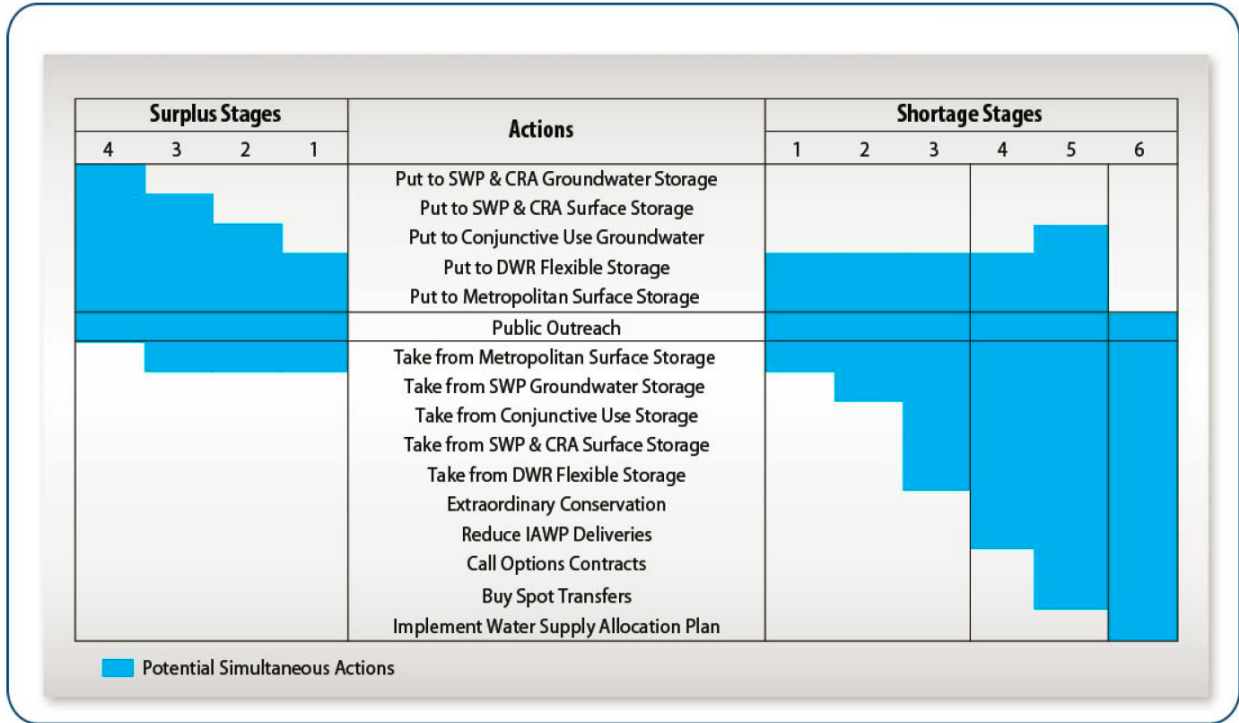 Surplus Stages
Actions
Shortage Stages
4 3 2 1
1 2 3 4 5 6
Put to SWP & CRA Groundwater Storage
Put to SWP & CRA Surface Storage
Put to Conjunctive Use Groundwater
Put to DWR Flexible Storage
Put to Metropolitan Surface Storage
Public Outreach
Take from Metropolitan Surface Storage
Take from SWP Groundwater Storage
Take from Conjunctive Use Storage
Take from SWP & CRA Surface Storage
Take from DWR Flexible Storage
Extraordinary Conservation
Reduce IAWP Deliveries
Call Options Contracts
Buy Spot Transfers
Implement Water Supply Allocation Plan
Potential Simultaneous Actions